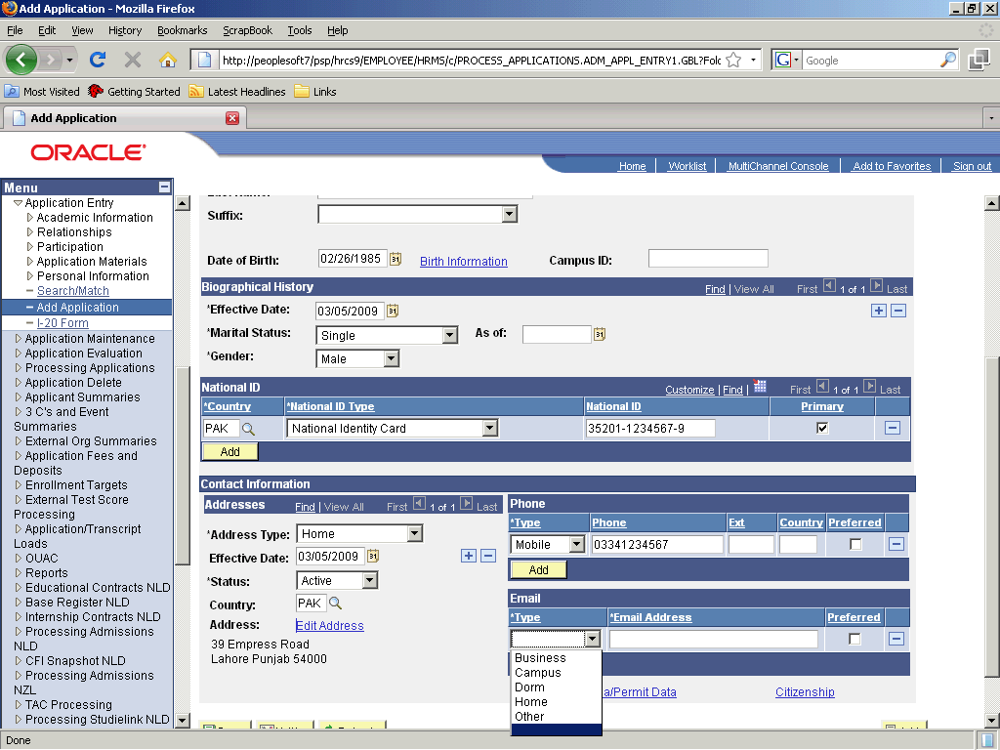 Add Application - Mozilla Firefox
File Edit View History Bookmarks ScrapBook Tools Help
http://peoplesoft7/psp/hrcs9/EMPLOYEE/HRMS/c/PROCESS_APPLICATIONS.ADM_APPL_ENTRY1.GBL?Fold
G Google
Most Visited Getting Started Latest Headlines Links
Add Application
ORACLE
Home Worklist MultiChannel Console Add to Favorites Sign out
Menu
Application Entry
Academic Information
Relationships
Participation
Application Materials
Personal Information
Search/Match
Add Application
I-20 Form
Application Maintenance
Application Evaluation
Processing Applications
Application Delete
Applicant Summaries
3 C's and Event
Summaries
External Org Summaries
Application Fees and
Deposits
Enrollment Targets
External Test Score
Processing
Application/Transcript
Loads
OUAC
Reports
Educational Contracts NLD
Base Register NLD
Internship Contracts NLD
Processing Admissions
NLD
CFI Snapshot NLD
Processing Admissions
NZL
TAC Processing
Processing Studielink NLD
Suffix:
Date of Birth: 02/26/1985 31 Birth Information Campus ID:
Biographical History Find | View All First 1 of 1 Last
*Effective Date: 03/05/2009 31
*Marital Status: Single As of: 31
*Gender: Male
National ID Customize | Find | First 1 of 1 Last
*Country *National ID Type National ID Primary
PAK National Identity Card 35201-1234567-9
Add
Contact Information
Addresses Find | View All First 1 of 1 Last
*Address Type: Home
Effective Date: 03/05/2009 31
*Status: Active
Country: PAK
Address: Edit Address
39 Empress Road
Lahore Punjab 54000
Phone
*Type Phone Ext Country Preferred
Mobile 03341234567
Add
Email
*Type *Email Address Preferred
Business
Campus
Dorm
Home
Other
a/Permit Data Citizenship
Done